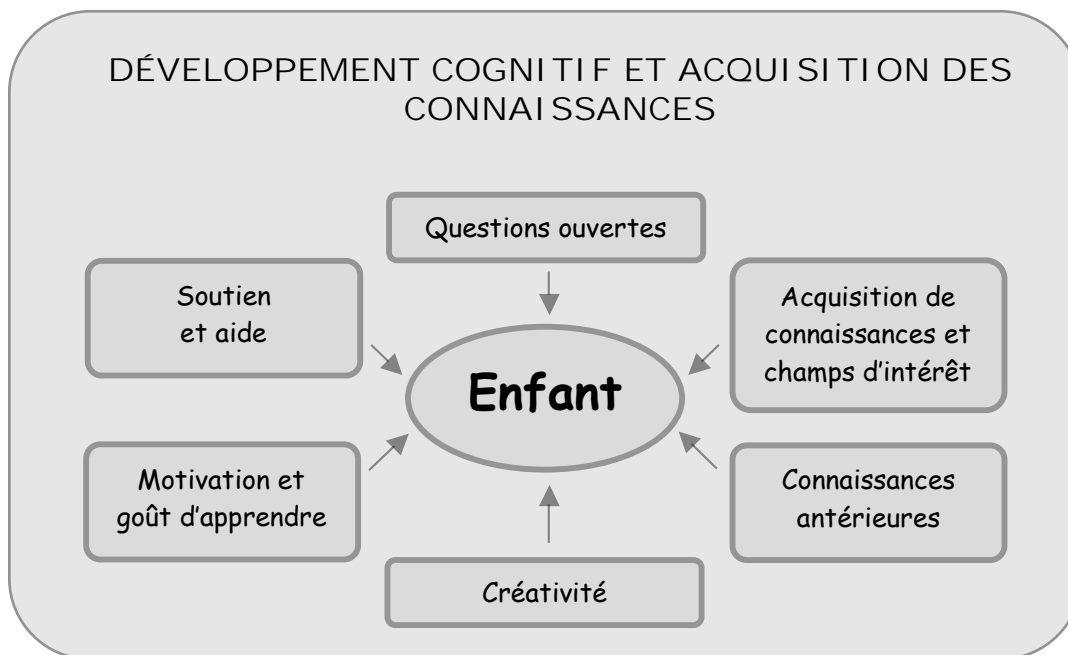 DÉVELOPPEMENT COGNITIF ET ACQUISITION DES
CONNAISSANCES
Questions ouvertes
Soutien
et aide
Acquisition de
connaissances et
champs d'intérêt
Enfant
Motivation et
goût d'apprendre
Connaissances
antérieures
Créativité